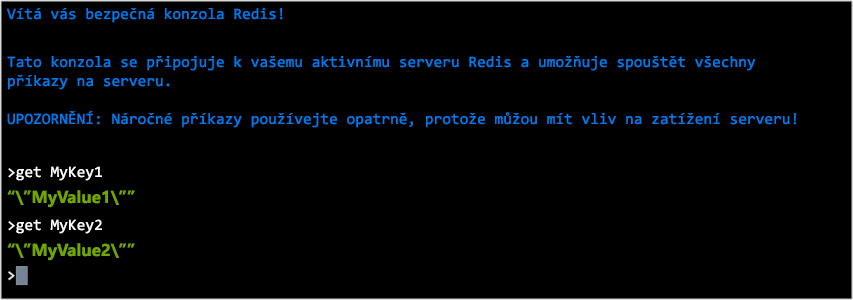 Vítá vás bezpečná konzola Redis!
Tato konzola se připojuje k vašemu aktivnímu serveru Redis a umožňuje spouštět všechny
příkazy na serveru.
UPOZORNĚNÍ: Náročné příkazy používejte opatrně, protože můžou mít vliv na zatížení serveru!
>get MyKey1
“\”MyValue1\””
>get MyKey2
“\”MyValue2\””
>